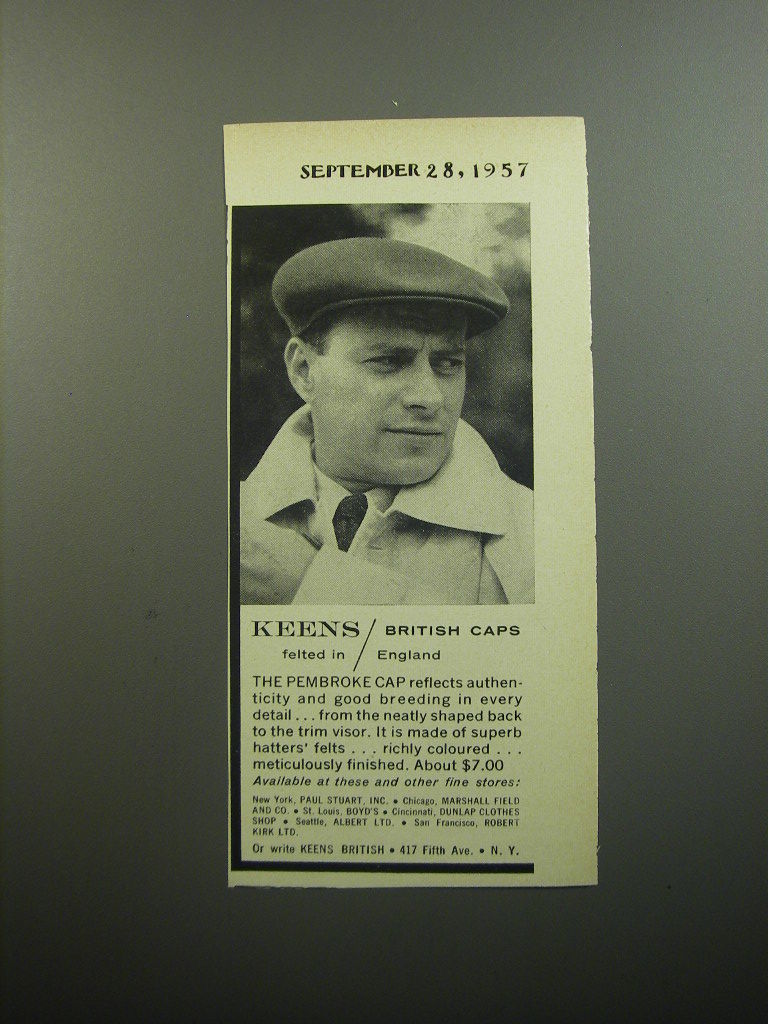 SEPTEMBER 28, 1957
KEENS / BRITISH CAPS
felted in / England
THE PEMBROKE CAP reflects authen-
ticity and good breeding in every
detail . . . from the neatly shaped back
to the trim visor. It is made of superb
hatters' felts . . . richly coloured . . .
meticulously finished. About $7.00
Available at these and other fine stores:
New York, PAUL STUART, INC. • Chicago, MARSHALL FIELD
AND CO. • St. Louis, BOYD'S • Cincinnati, DUNLAP CLOTHES
SHOP • Seattle, ALBERT LTD. • San Francisco, ROBERT
KIRK LTD.
Or write KEENS BRITISH • 417 Fifth Ave. • N. Y.